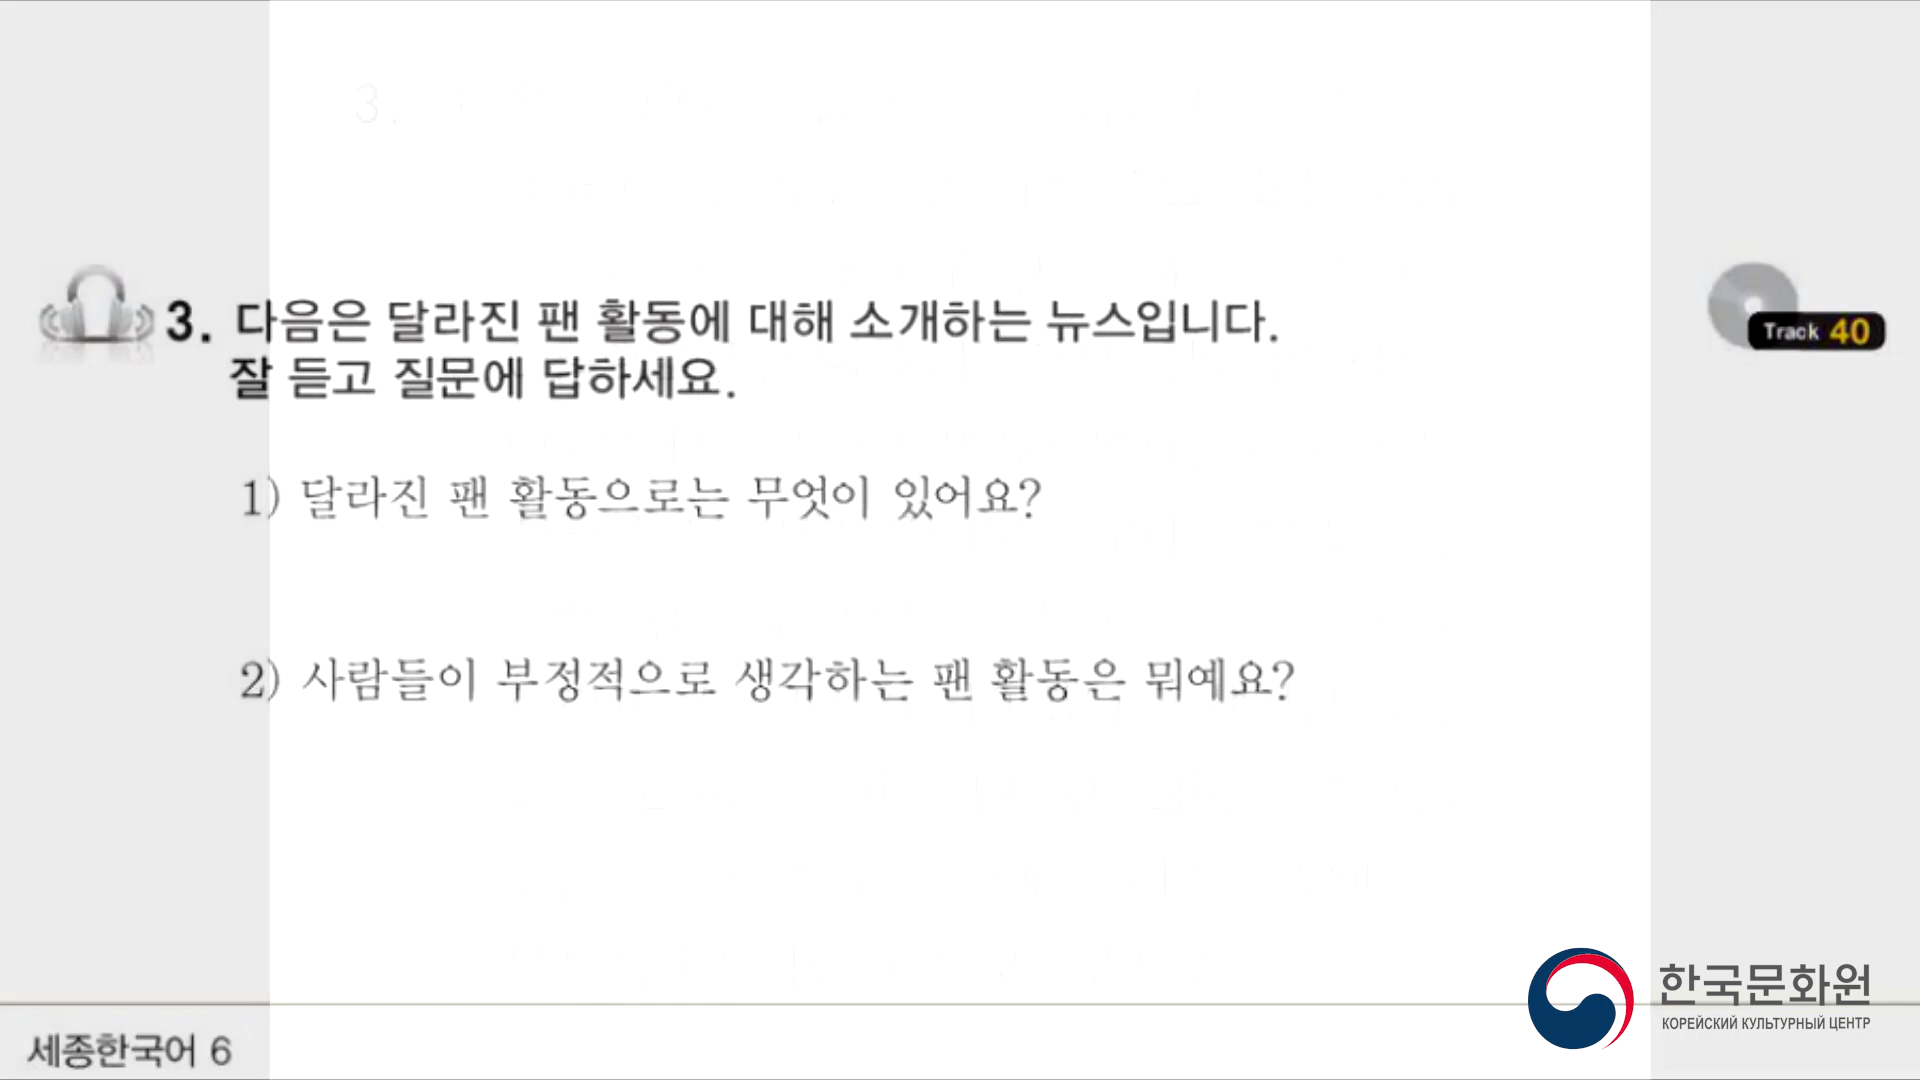 3.
3. 다음은 달라진 팬 활동에 대해 소개하는 뉴스입니다.
잘 듣고 질문에 답하세요.
Track 40
1) 달라진 팬 활동으로는 무엇이 있어요?
2) 사람들이 부정적으로 생각하는 팬 활동은 뭐예요?
한국문화원
КОРЕЙСКИЙ КУЛЬТУРНЫЙ ЦЕНТР
세종한국어 6